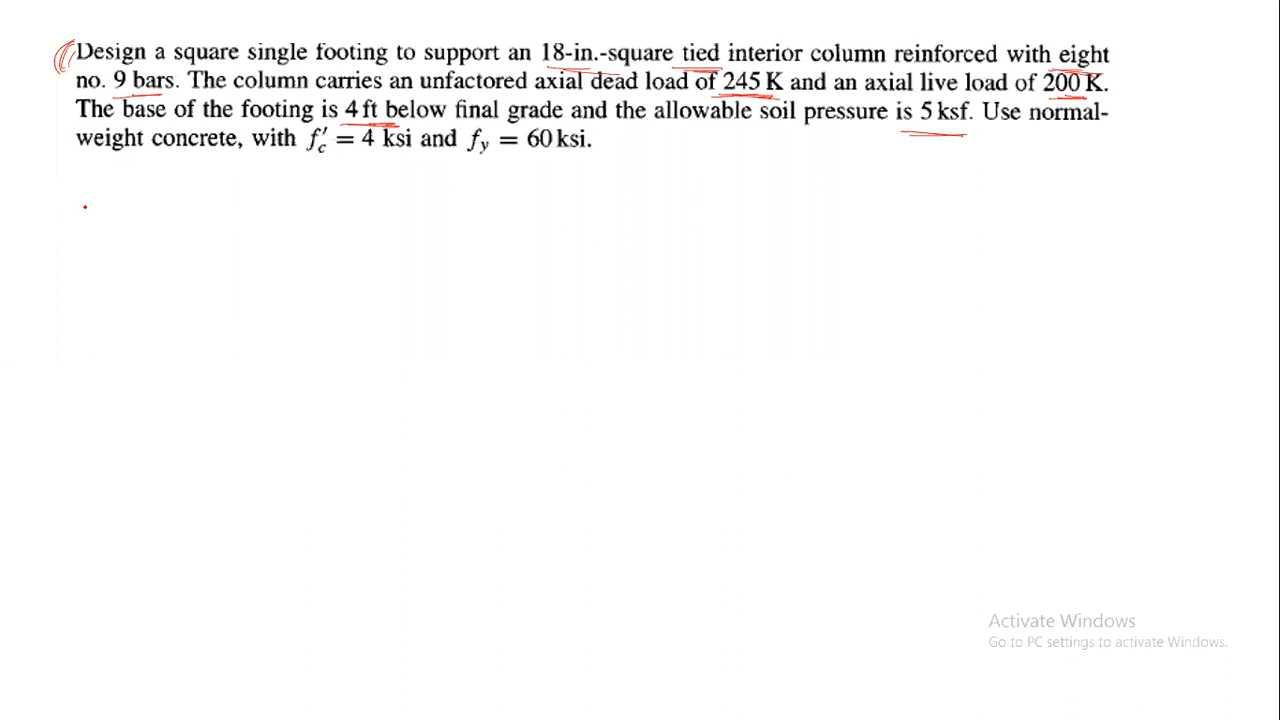 Design a square single footing to support an 18-in.-square tied interior column reinforced with eight
no. 9 bars. The column carries an unfactored axial dead load of 245 K and an axial live load of 200 K.
The base of the footing is 4 ft below final grade and the allowable soil pressure is 5 ksf. Use normal-
weight concrete, with f′c = 4 ksi and fy = 60 ksi.
Activate Windows
Go to PC settings to activate Windows.